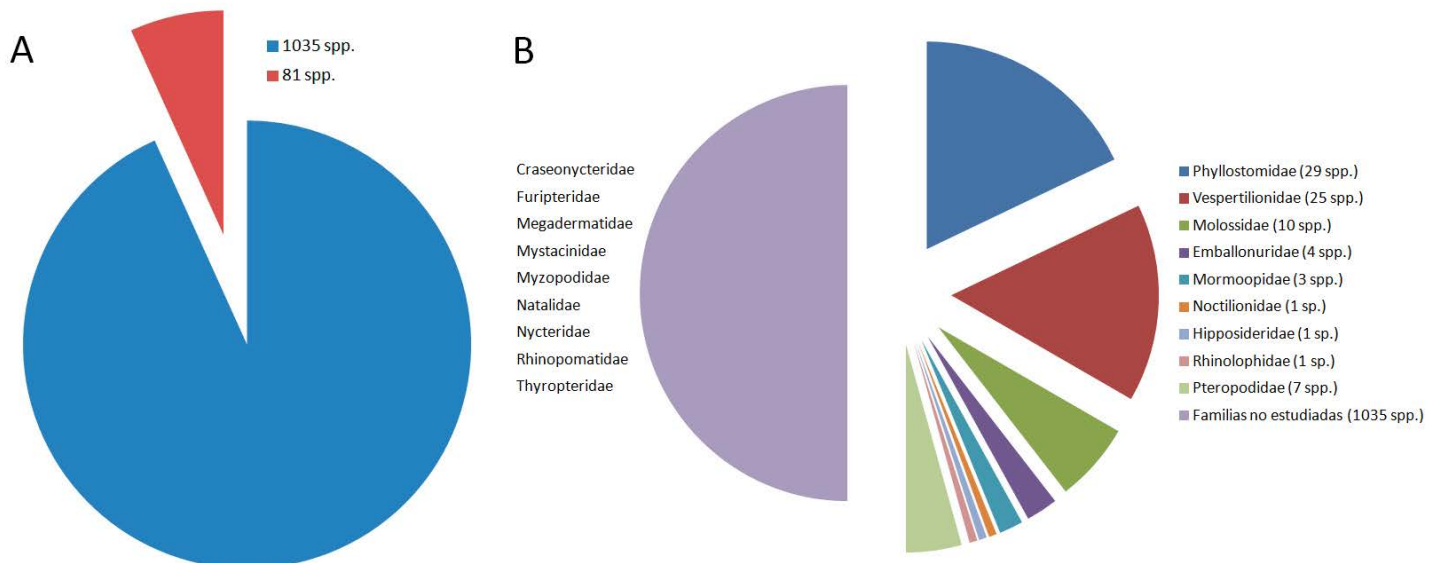 A
1035 spp.
81 spp.
B
Craseonycteridae
Furipteridae
Megadermatidae
Mystacinidae
Myzopodidae
Natalidae
Nycteridae
Rhinopomatidae
Thyropteridae
Phyllostomidae (29 spp.)
Vespertilionidae (25 spp.)
Molossidae (10 spp.)
Emballonuridae (4 spp.)
Mormoopidae (3 spp.)
Noctilionidae (1 sp.)
Hipposideridae (1 sp.)
Rhinolophidae (1 sp.)
Pteropodidae (7 spp.)
Familias no estudiadas (1035 spp.)